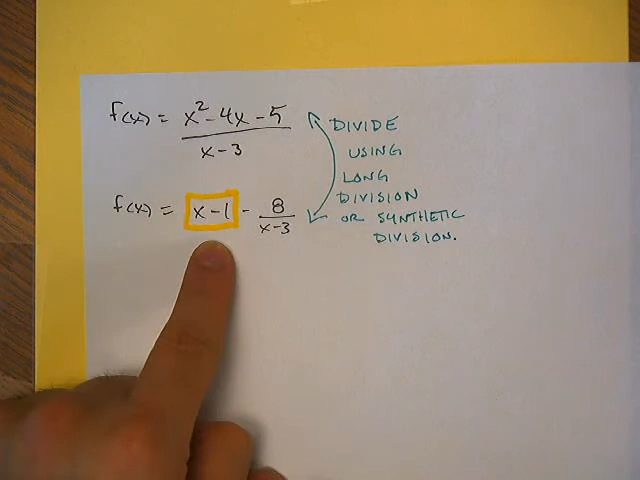 f(x) = x² - 4x - 5 / x - 3
f(x) = x - 1 - 8 / x - 3
DIVIDE
USING
LONG
DIVISION
OR SYNTHETIC
DIVISION.